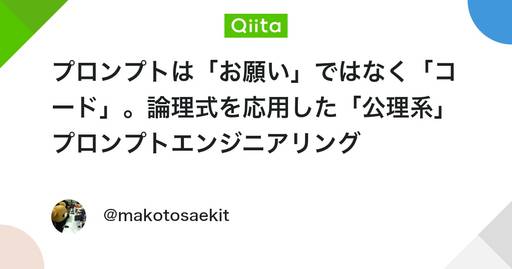 Qiita
プロンプトは「お願い」ではなく「コ
ード」。論理式を応用した「公理系」
プロンプトエンジニアリング
@makotosaekit